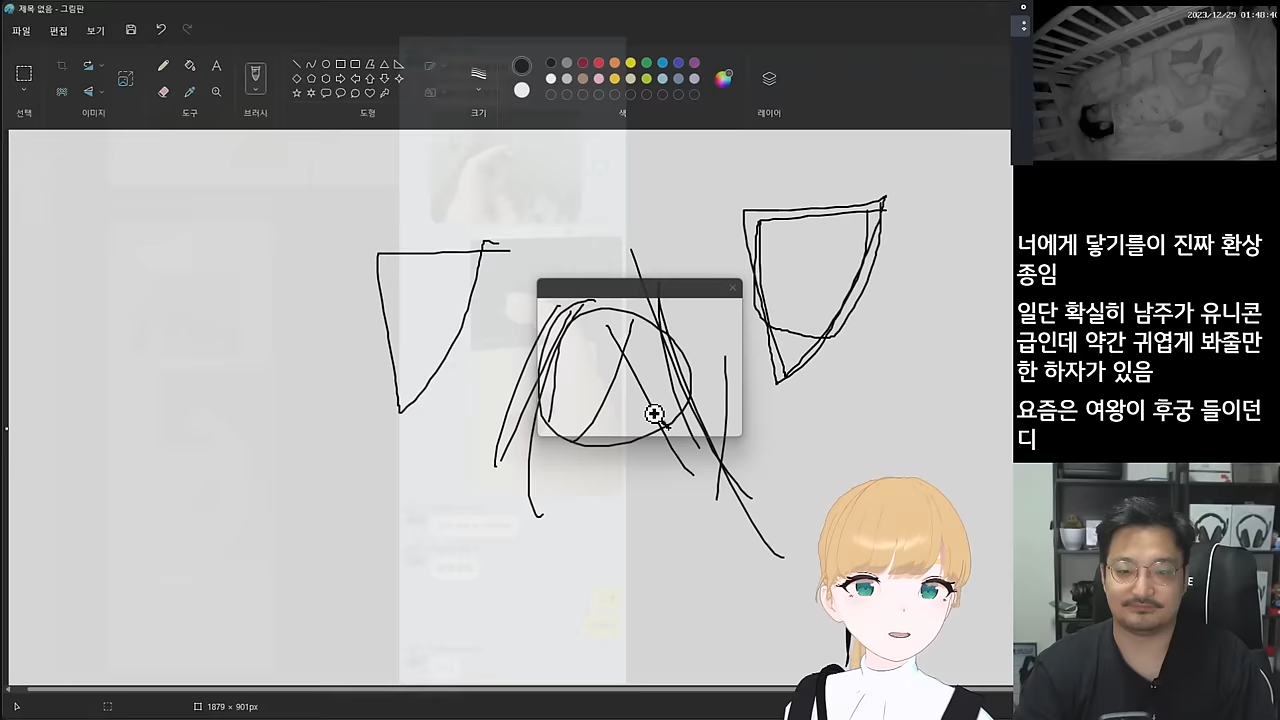 제목 없음 - 그림판
2023/12/29 01:48:4
파일 편집 보기
선택 이미지 도구 브러시 도형 크기 색 레이어
너에게 닿기를이 진짜 환상
종임
일단 확실히 남주가 유니콘
급인데 약간 귀엽게 봐줄만
한 하자가 있음
요즘은 여왕이 후궁 들이던
디
E
1879 × 901px